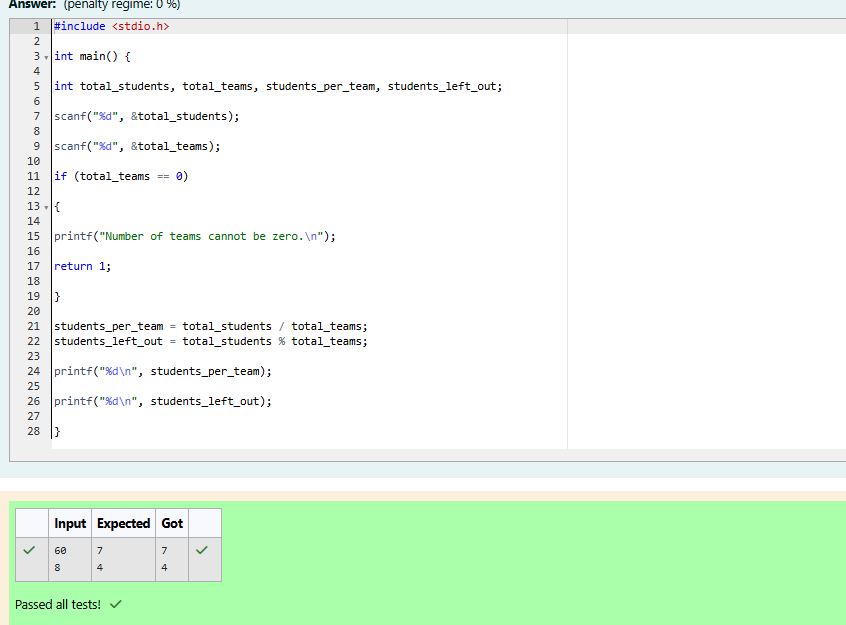 Answer: (penalty regime: 0 %)
1 #include <stdio.h>
2
3 int main() {
4
5 int total_students, total_teams, students_per_team, students_left_out;
6
7 scanf("%d", &total_students);
8
9 scanf("%d", &total_teams);
10
11 if (total_teams == 0)
12
13 {
14
15 printf("Number of teams cannot be zero.\n");
16
17 return 1;
18
19 }
20
21 students_per_team = total_students / total_teams;
22 students_left_out = total_students % total_teams;
23
24 printf("%d\n", students_per_team);
25
26 printf("%d\n", students_left_out);
27
28 }
Input Expected Got
60 7 7
8 4 4
Passed all tests!